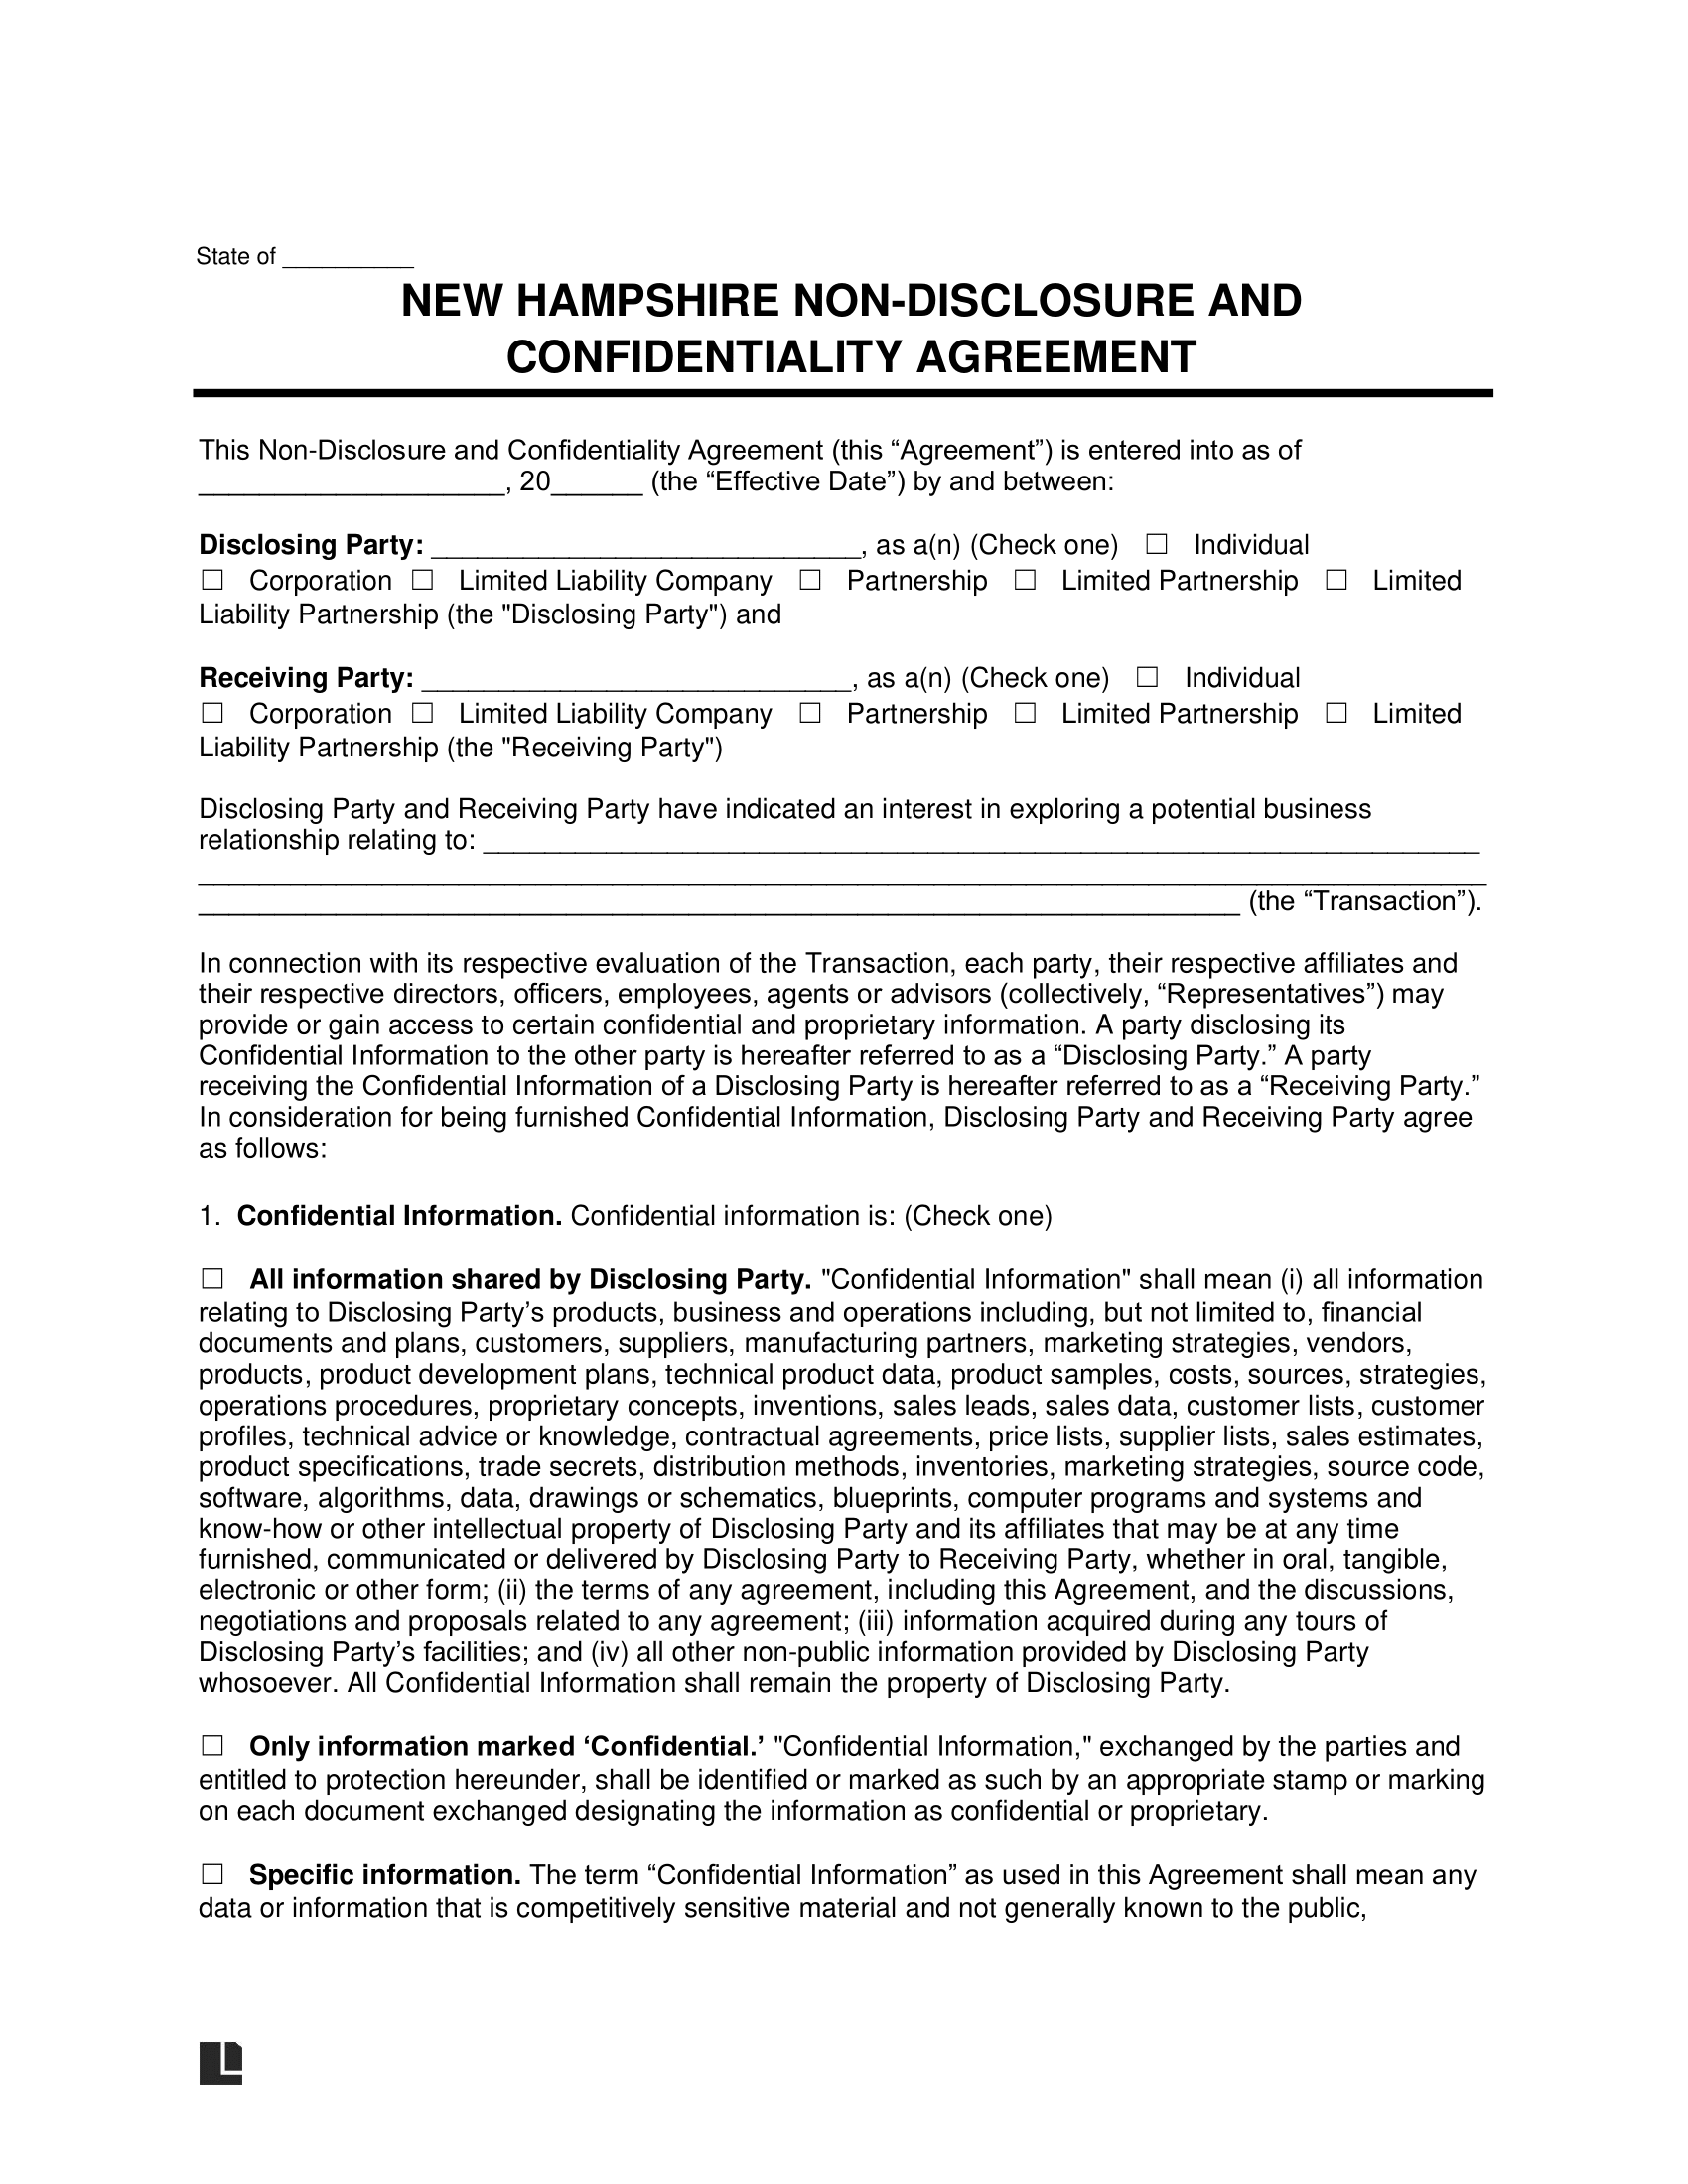 State of __________
NEW HAMPSHIRE NON-DISCLOSURE AND
CONFIDENTIALITY AGREEMENT
This Non-Disclosure and Confidentiality Agreement (this “Agreement”) is entered into as of
____________________, 20______ (the “Effective Date”) by and between:
Disclosing Party: ____________________________, as a(n) (Check one) ☐ Individual
☐ Corporation ☐ Limited Liability Company ☐ Partnership ☐ Limited Partnership ☐ Limited
Liability Partnership (the "Disclosing Party") and
Receiving Party: ____________________________, as a(n) (Check one) ☐ Individual
☐ Corporation ☐ Limited Liability Company ☐ Partnership ☐ Limited Partnership ☐ Limited
Liability Partnership (the "Receiving Party")
Disclosing Party and Receiving Party have indicated an interest in exploring a potential business
relationship relating to: _________________________________________________________________
____________________________________________________________________________________
____________________________________________________________________ (the “Transaction”).
In connection with its respective evaluation of the Transaction, each party, their respective affiliates and
their respective directors, officers, employees, agents or advisors (collectively, “Representatives”) may
provide or gain access to certain confidential and proprietary information. A party disclosing its
Confidential Information to the other party is hereafter referred to as a “Disclosing Party.” A party
receiving the Confidential Information of a Disclosing Party is hereafter referred to as a “Receiving Party.”
In consideration for being furnished Confidential Information, Disclosing Party and Receiving Party agree
as follows:
1. Confidential Information. Confidential information is: (Check one)
☐ All information shared by Disclosing Party. "Confidential Information" shall mean (i) all information
relating to Disclosing Party’s products, business and operations including, but not limited to, financial
documents and plans, customers, suppliers, manufacturing partners, marketing strategies, vendors,
products, product development plans, technical product data, product samples, costs, sources, strategies,
operations procedures, proprietary concepts, inventions, sales leads, sales data, customer lists, customer
profiles, technical advice or knowledge, contractual agreements, price lists, supplier lists, sales estimates,
product specifications, trade secrets, distribution methods, inventories, marketing strategies, source code,
software, algorithms, data, drawings or schematics, blueprints, computer programs and systems and
know-how or other intellectual property of Disclosing Party and its affiliates that may be at any time
furnished, communicated or delivered by Disclosing Party to Receiving Party, whether in oral, tangible,
electronic or other form; (ii) the terms of any agreement, including this Agreement, and the discussions,
negotiations and proposals related to any agreement; (iii) information acquired during any tours of
Disclosing Party’s facilities; and (iv) all other non-public information provided by Disclosing Party
whosoever. All Confidential Information shall remain the property of Disclosing Party.
☐ Only information marked ‘Confidential.’ "Confidential Information," exchanged by the parties and
entitled to protection hereunder, shall be identified or marked as such by an appropriate stamp or marking
on each document exchanged designating the information as confidential or proprietary.
☐ Specific information. The term “Confidential Information” as used in this Agreement shall mean any
data or information that is competitively sensitive material and not generally known to the public,